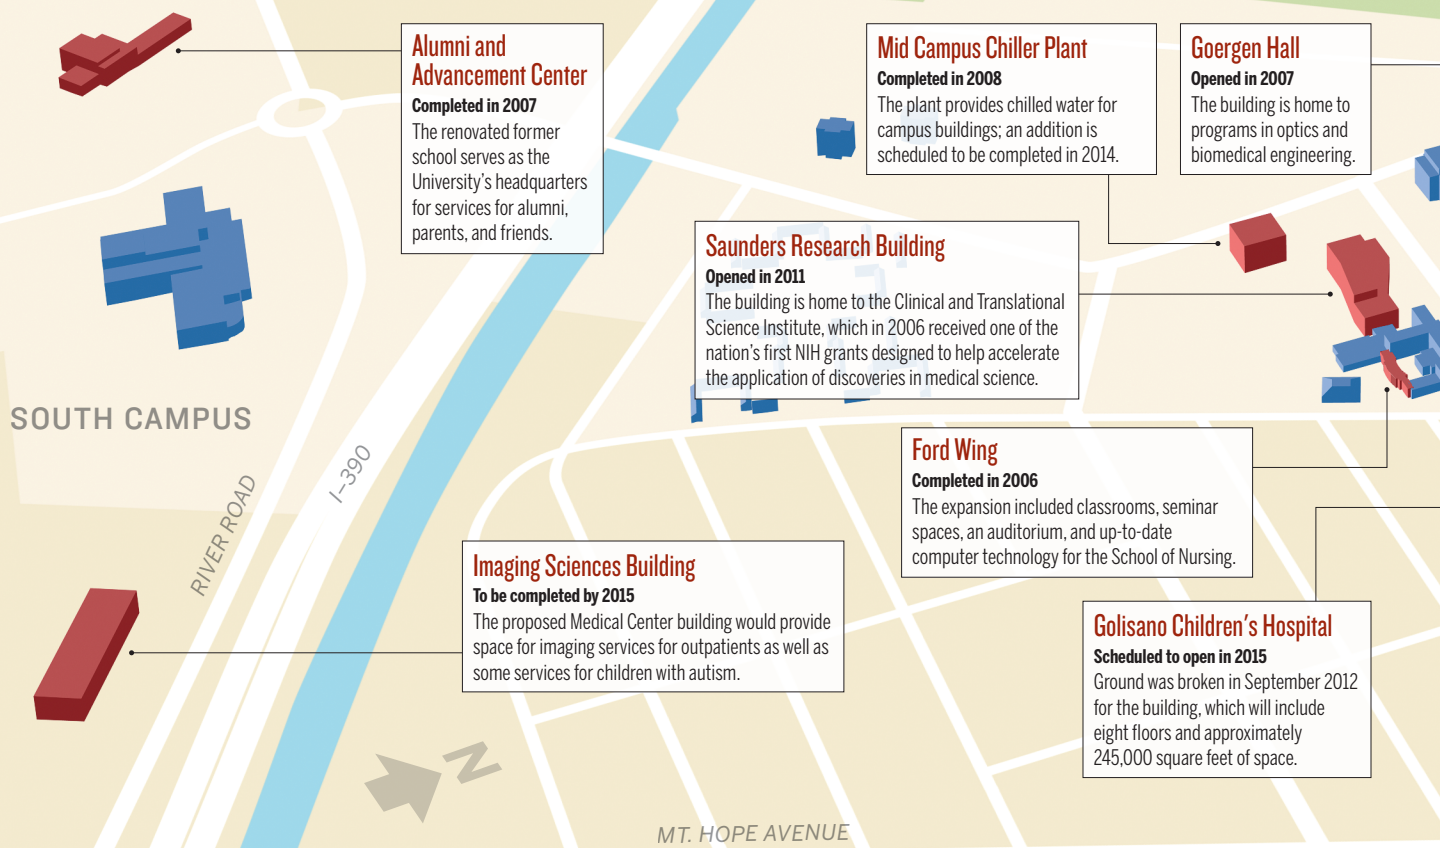 Alumni and
Advancement Center
Completed in 2007
The renovated former
school serves as the
University's headquarters
for services for alumni,
parents, and friends.
Mid Campus Chiller Plant
Completed in 2008
The plant provides chilled water for
campus buildings; an addition is
scheduled to be completed in 2014.
Goergen Hall
Opened in 2007
The building is home to
programs in optics and
biomedical engineering.
Saunders Research Building
Opened in 2011
The building is home to the Clinical and Translational
Science Institute, which in 2006 received one of the
nation's first NIH grants designed to help accelerate
the application of discoveries in medical science.
SOUTH CAMPUS
I–390
RIVER ROAD
Ford Wing
Completed in 2006
The expansion included classrooms, seminar
spaces, an auditorium, and up-to-date
computer technology for the School of Nursing.
Imaging Sciences Building
To be completed by 2015
The proposed Medical Center building would provide
space for imaging services for outpatients as well as
some services for children with autism.
Golisano Children's Hospital
Scheduled to open in 2015
Ground was broken in September 2012
for the building, which will include
eight floors and approximately
245,000 square feet of space.
N
MT. HOPE AVENUE